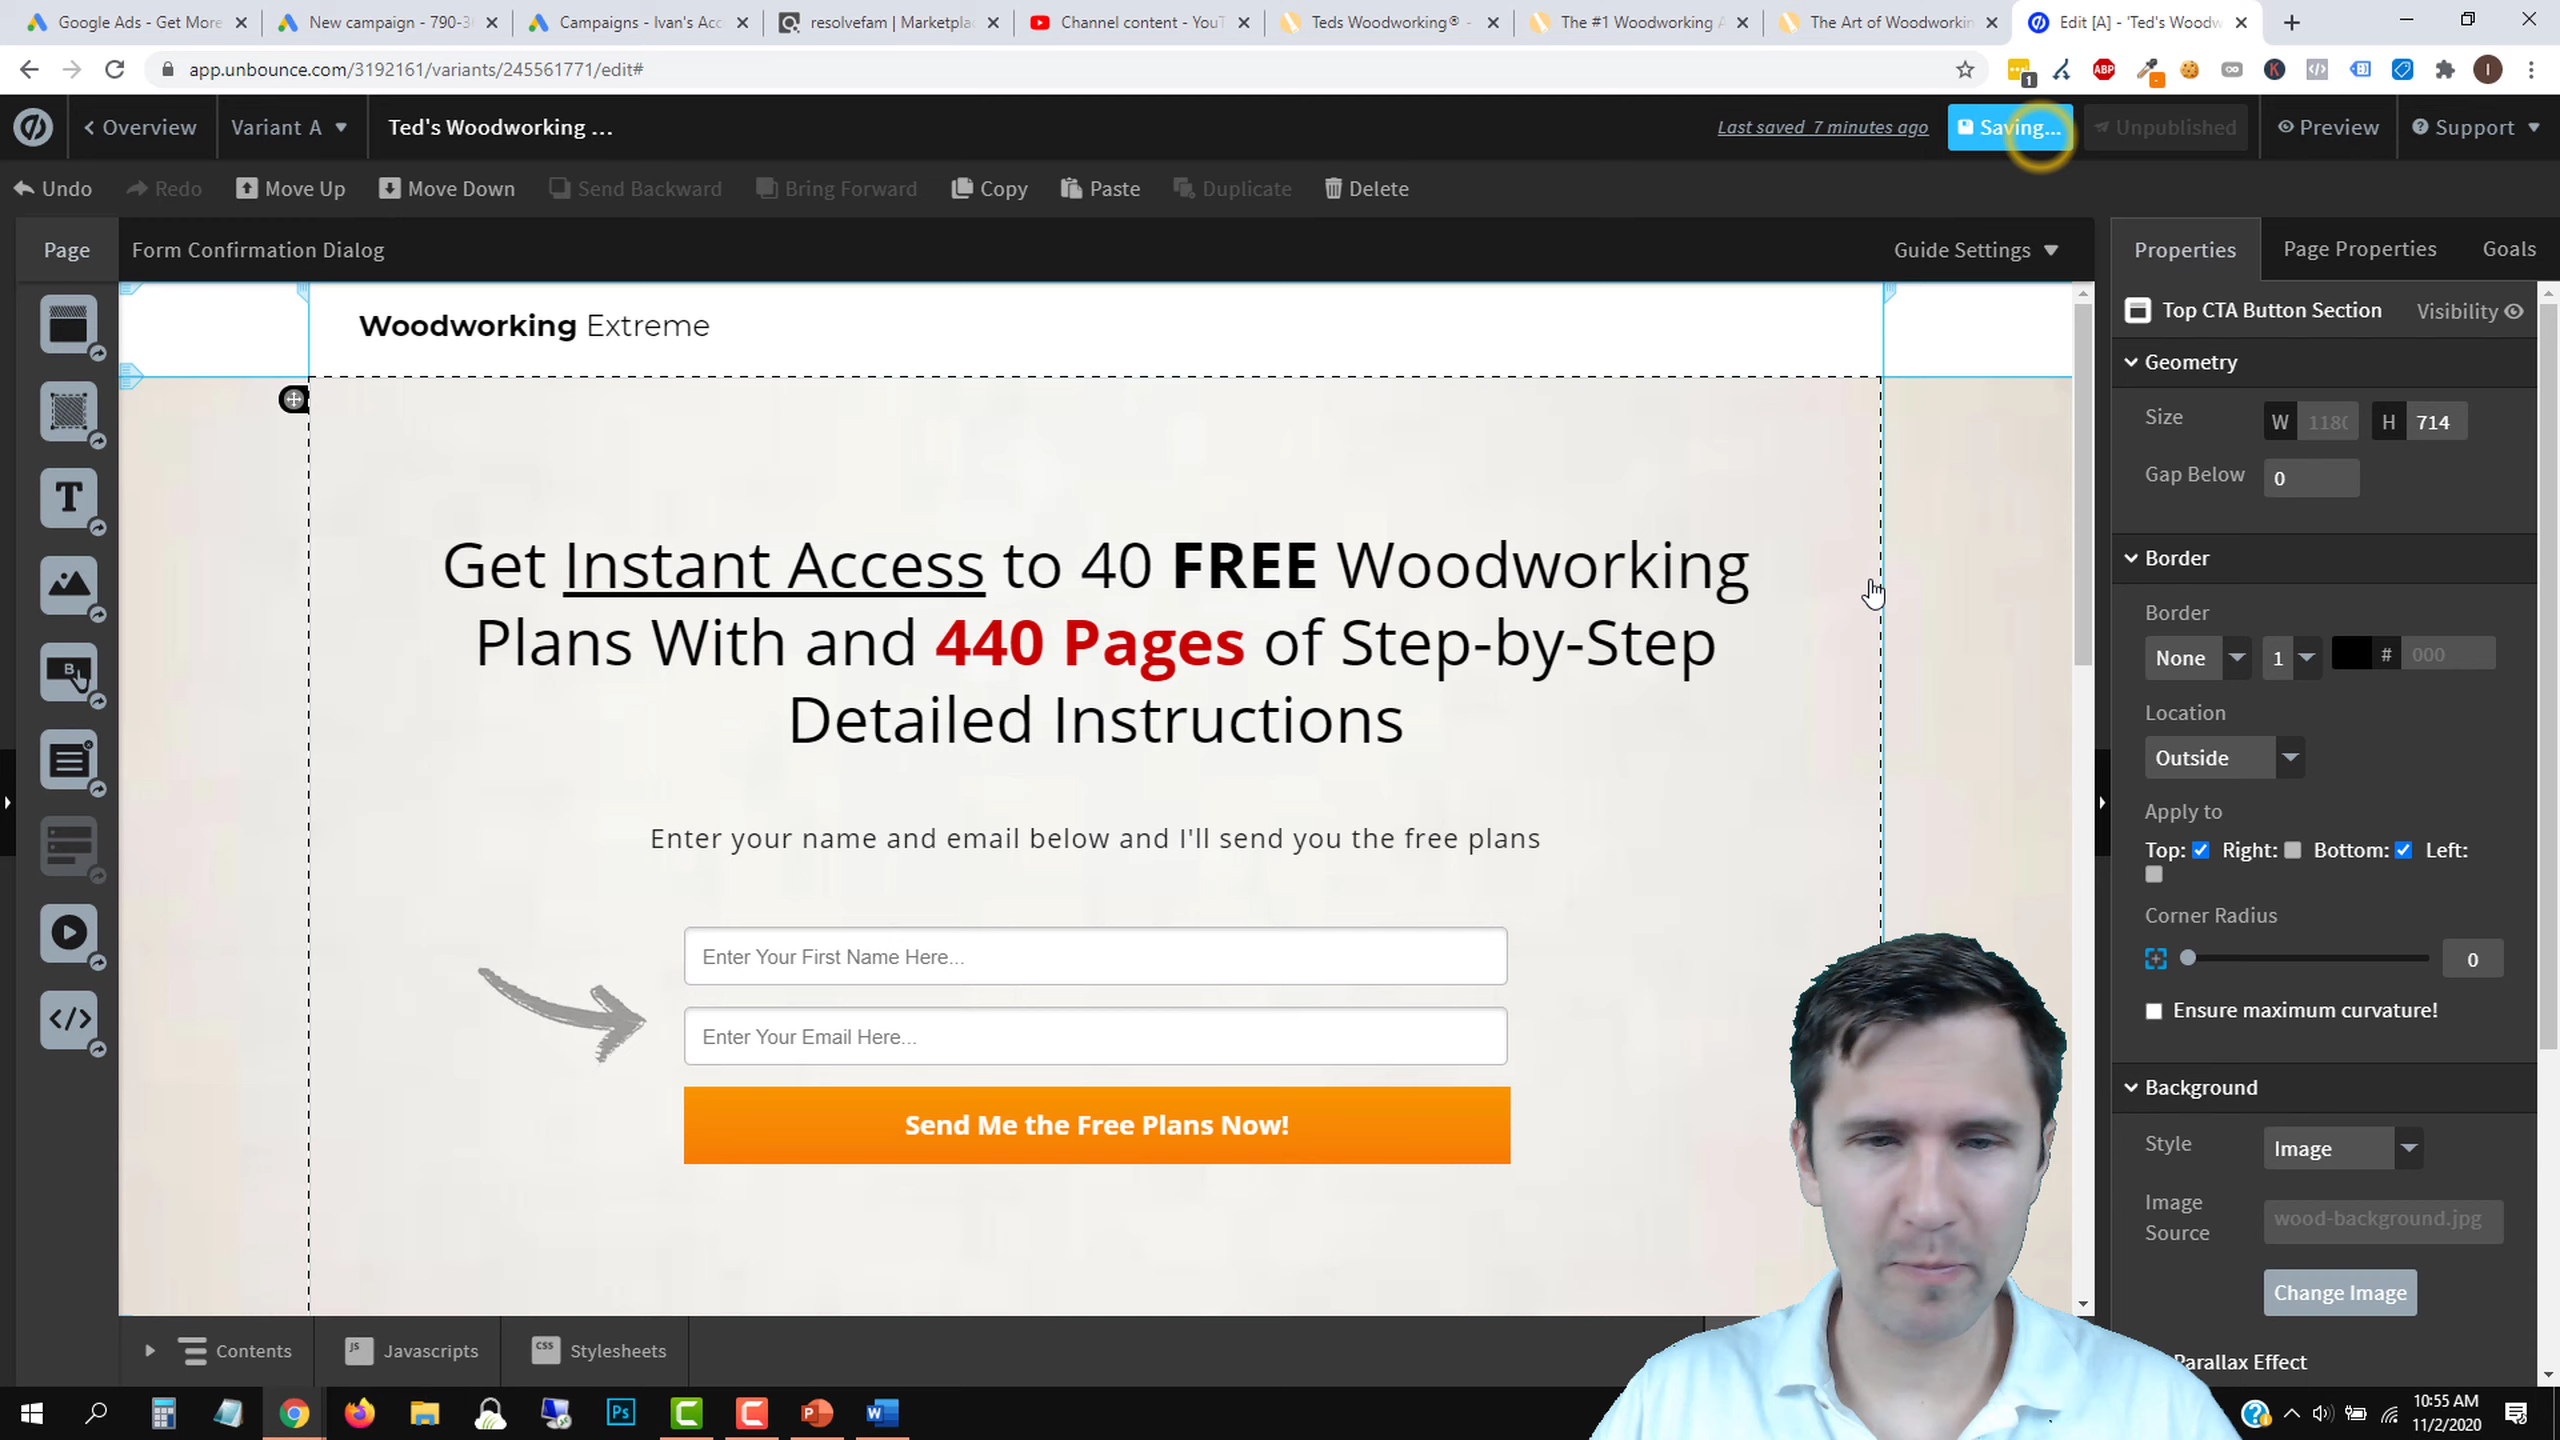 Google Ads - Get More
New campaign - 790-3
Campaigns - Ivan's Acc
resolvefam | Marketpla
Channel content - YouT
Teds Woodworking® -
The #1 Woodworking A
The Art of Woodworkin
Edit [A] - 'Ted's Woodw
app.unbounce.com/3192161/variants/245561771/edit#
1
ABP
K
I
Overview
Variant A
Ted's Woodworking ...
Last saved 7 minutes ago
Saving...
Unpublished
Preview
Support
Undo
Redo
Move Up
Move Down
Send Backward
Bring Forward
Copy
Paste
Duplicate
Delete
Page
Form Confirmation Dialog
Guide Settings
Properties
Page Properties
Goals
Woodworking Extreme
Top CTA Button Section
Visibility
Geometry
Size
W 1180
H 714
Gap Below
0
Get Instant Access to 40 FREE Woodworking
Plans With and 440 Pages of Step-by-Step
Detailed Instructions
Enter your name and email below and I'll send you the free plans
Enter Your First Name Here...
Enter Your Email Here...
Send Me the Free Plans Now!
Border
Border
None
1
# 000
Location
Outside
Apply to
Top: Right: Bottom: Left:
Corner Radius
0
Ensure maximum curvature!
Background
Style
Image
Image
Source
wood-background.jpg
Change Image
Parallax Effect
T
B
</>
Contents
JS
Javascripts
CSS
Stylesheets
Ps
C
C
P
W
10:55 AM
11/2/2020